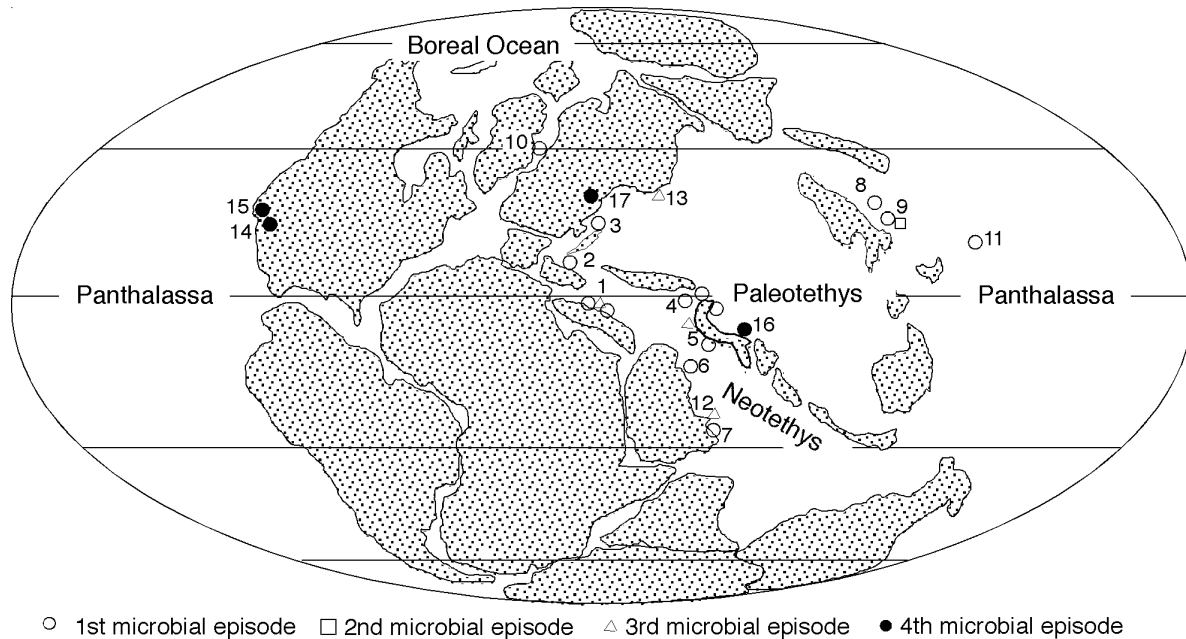 Boreal Ocean
10
8
15
17
13
9
14
3
11
2
1
Panthalassa
4
Paleotethys
Panthalassa
16
5
6
12
Neotethys
7
1st microbial episode
2nd microbial episode
3rd microbial episode
4th microbial episode